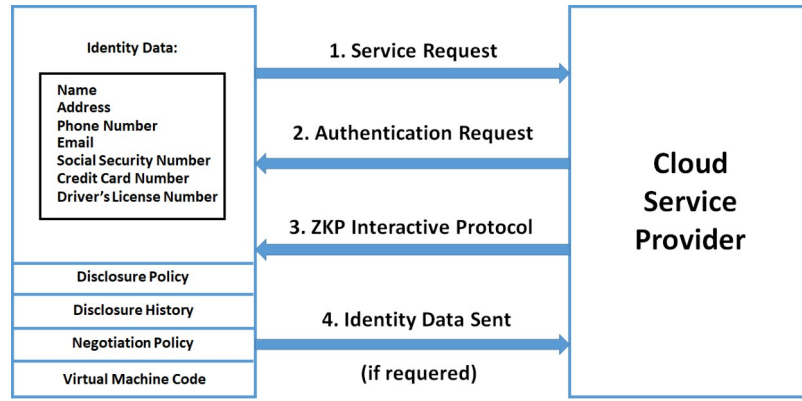 Identity Data:
Name
Address
Phone Number
Email
Social Security Number
Credit Card Number
Driver's License Number
Disclosure Policy
Disclosure History
Negotiation Policy
Virtual Machine Code
1. Service Request
2. Authentication Request
3. ZKP Interactive Protocol
4. Identity Data Sent
(if requered)
Cloud
Service
Provider